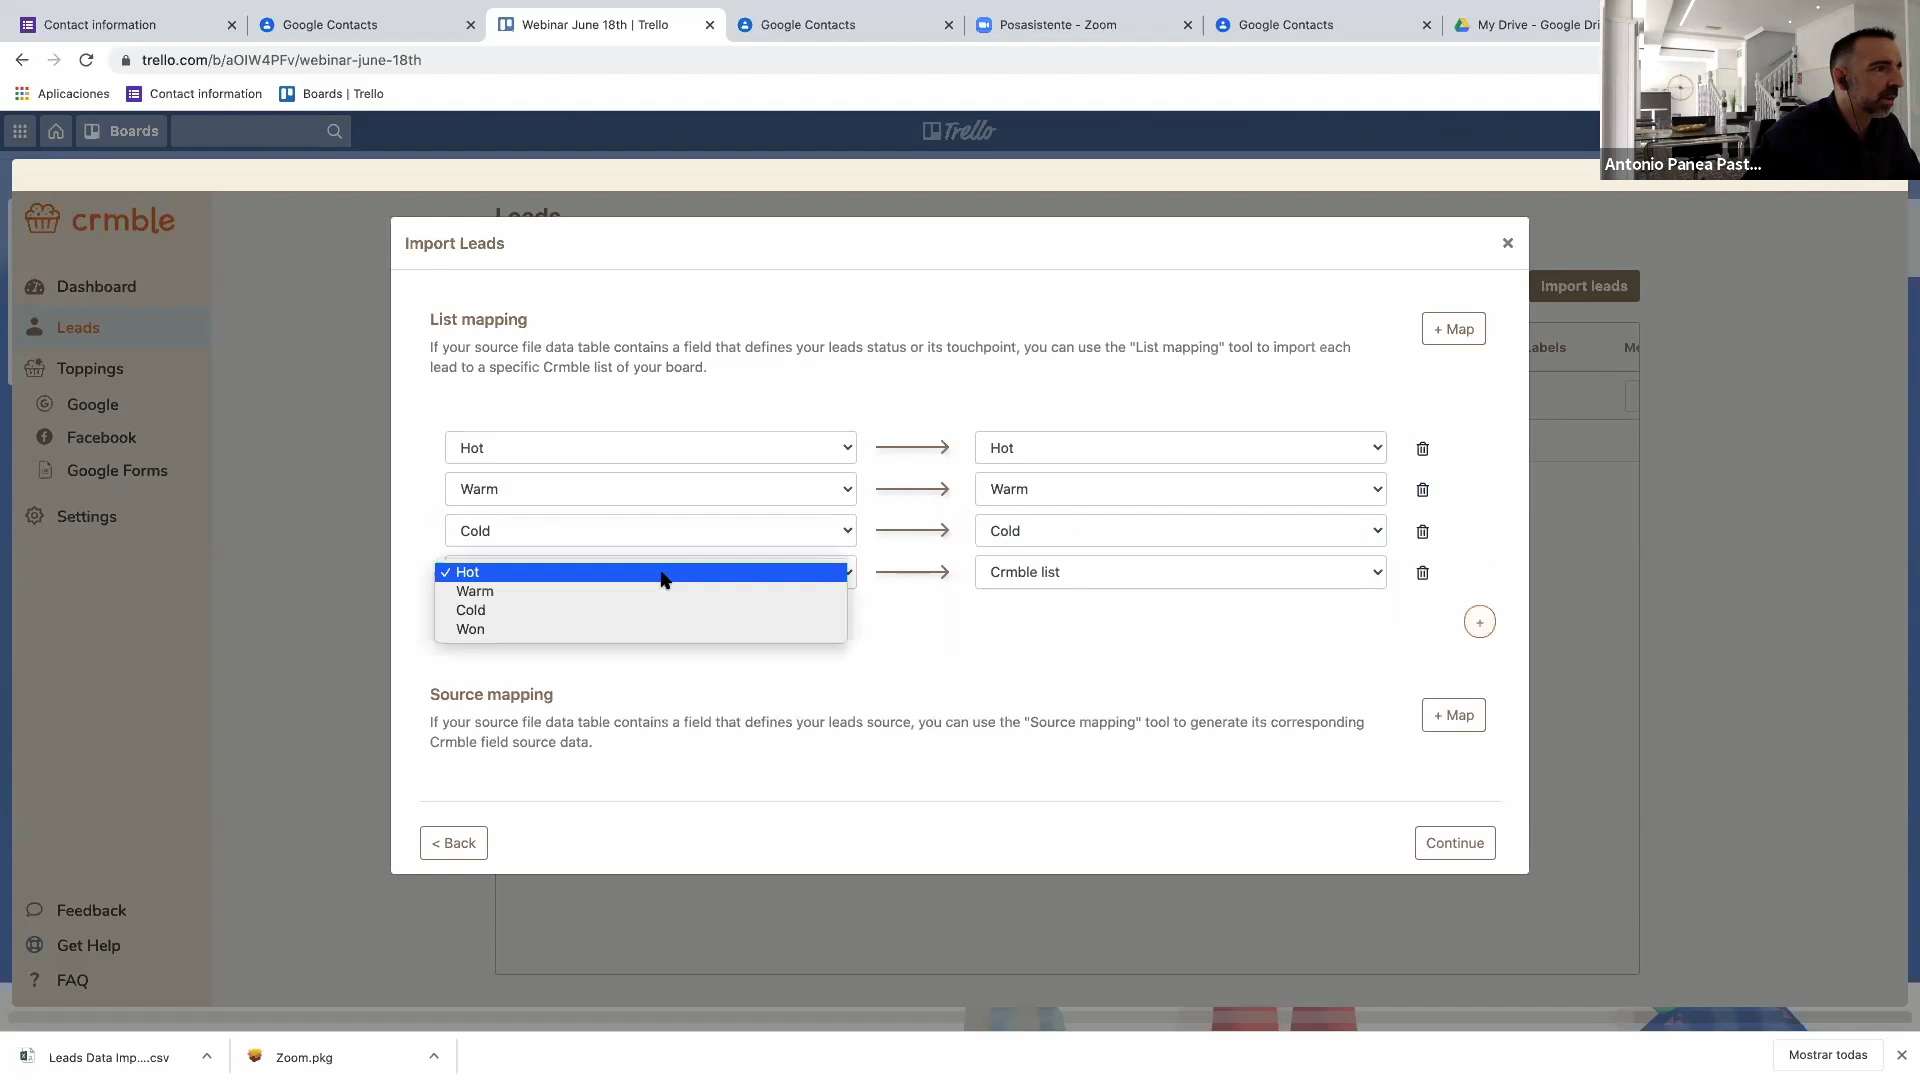 Contact information
Google Contacts
Webinar June 18th | Trello
Google Contacts
Posasistente - Zoom
Google Contacts
My Drive - Google Dri
trello.com/b/aOIW4PFv/webinar-june-18th
Aplicaciones
Contact information
Boards | Trello
Boards
Trello
Antonio Panea Past...
crmble
Leads
Import Leads
Dashboard
Import leads
Leads
List mapping
+ Map
If your source file data table contains a field that defines your leads status or its touchpoint, you can use the "List mapping" tool to import each
lead to a specific Crmble list of your board.
abels
Me
Toppings
Google
Facebook
Google Forms
Settings
Hot
Hot
Warm
Warm
Cold
Cold
✓ Hot
Crmble list
Warm
Cold
Won
+
Source mapping
+ Map
If your source file data table contains a field that defines your leads source, you can use the "Source mapping" tool to generate its corresponding
Crmble field source data.
< Back
Continue
Feedback
Get Help
? FAQ
Leads Data Imp....csv
Zoom.pkg
Mostrar todas